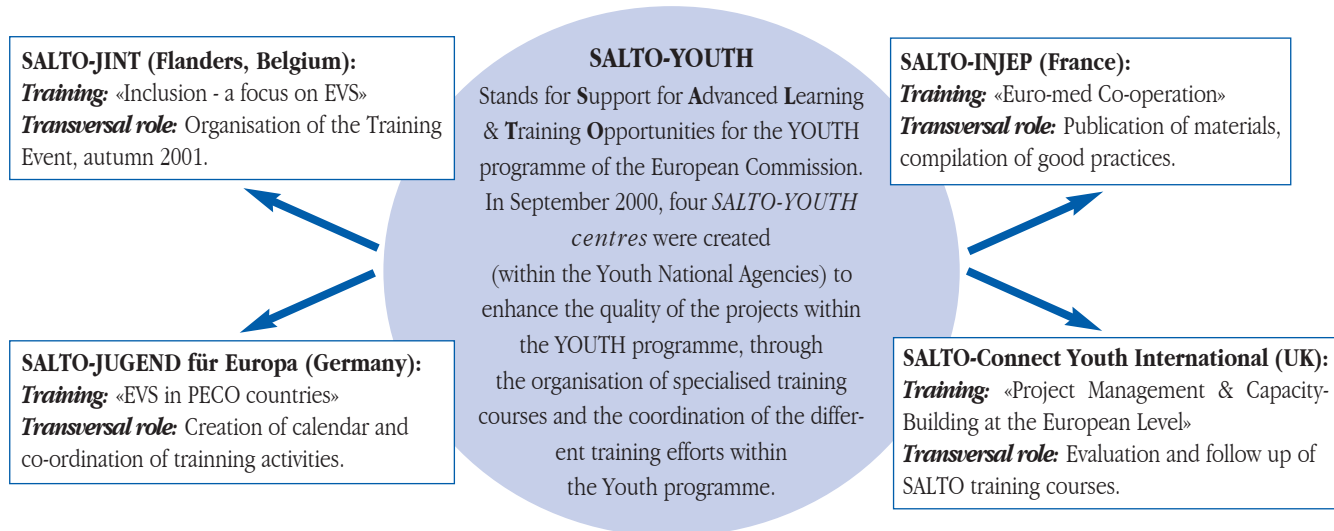 SALTO-JINT (Flanders, Belgium):
Training: «Inclusion - a focus on EVS»
Transversal role: Organisation of the Training
Event, autumn 2001.
SALTO-YOUTH
Stands for Support for Advanced Learning
& Training Opportunities for the YOUTH
programme of the European Commission.
In September 2000, four SALTO-YOUTH
centres were created
(within the Youth National Agencies) to
enhance the quality of the projects within
the YOUTH programme, through
the organisation of specialised training
courses and the coordination of the differ-
ent training efforts within
the Youth programme.
SALTO-INJEP (France):
Training: «Euro-med Co-operation»
Transversal role: Publication of materials,
compilation of good practices.
SALTO-JUGEND für Europa (Germany):
Training: «EVS in PECO countries»
Transversal role: Creation of calendar and
co-ordination of trainning activities.
SALTO-Connect Youth International (UK):
Training: «Project Management & Capacity-
Building at the European Level»
Transversal role: Evaluation and follow up of
SALTO training courses.